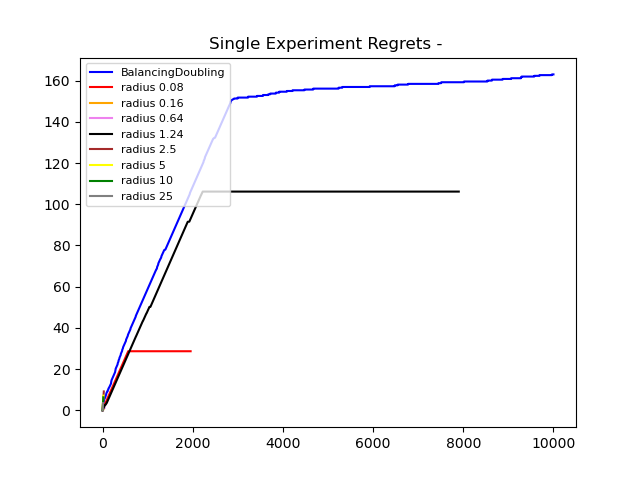 Single Experiment Regrets -
BalancingDoubling
radius 0.08
radius 0.16
radius 0.64
radius 1.24
radius 2.5
radius 5
radius 10
radius 25
160
140
120
100
80
60
40
20
0
0 2000 4000 6000 8000 10000